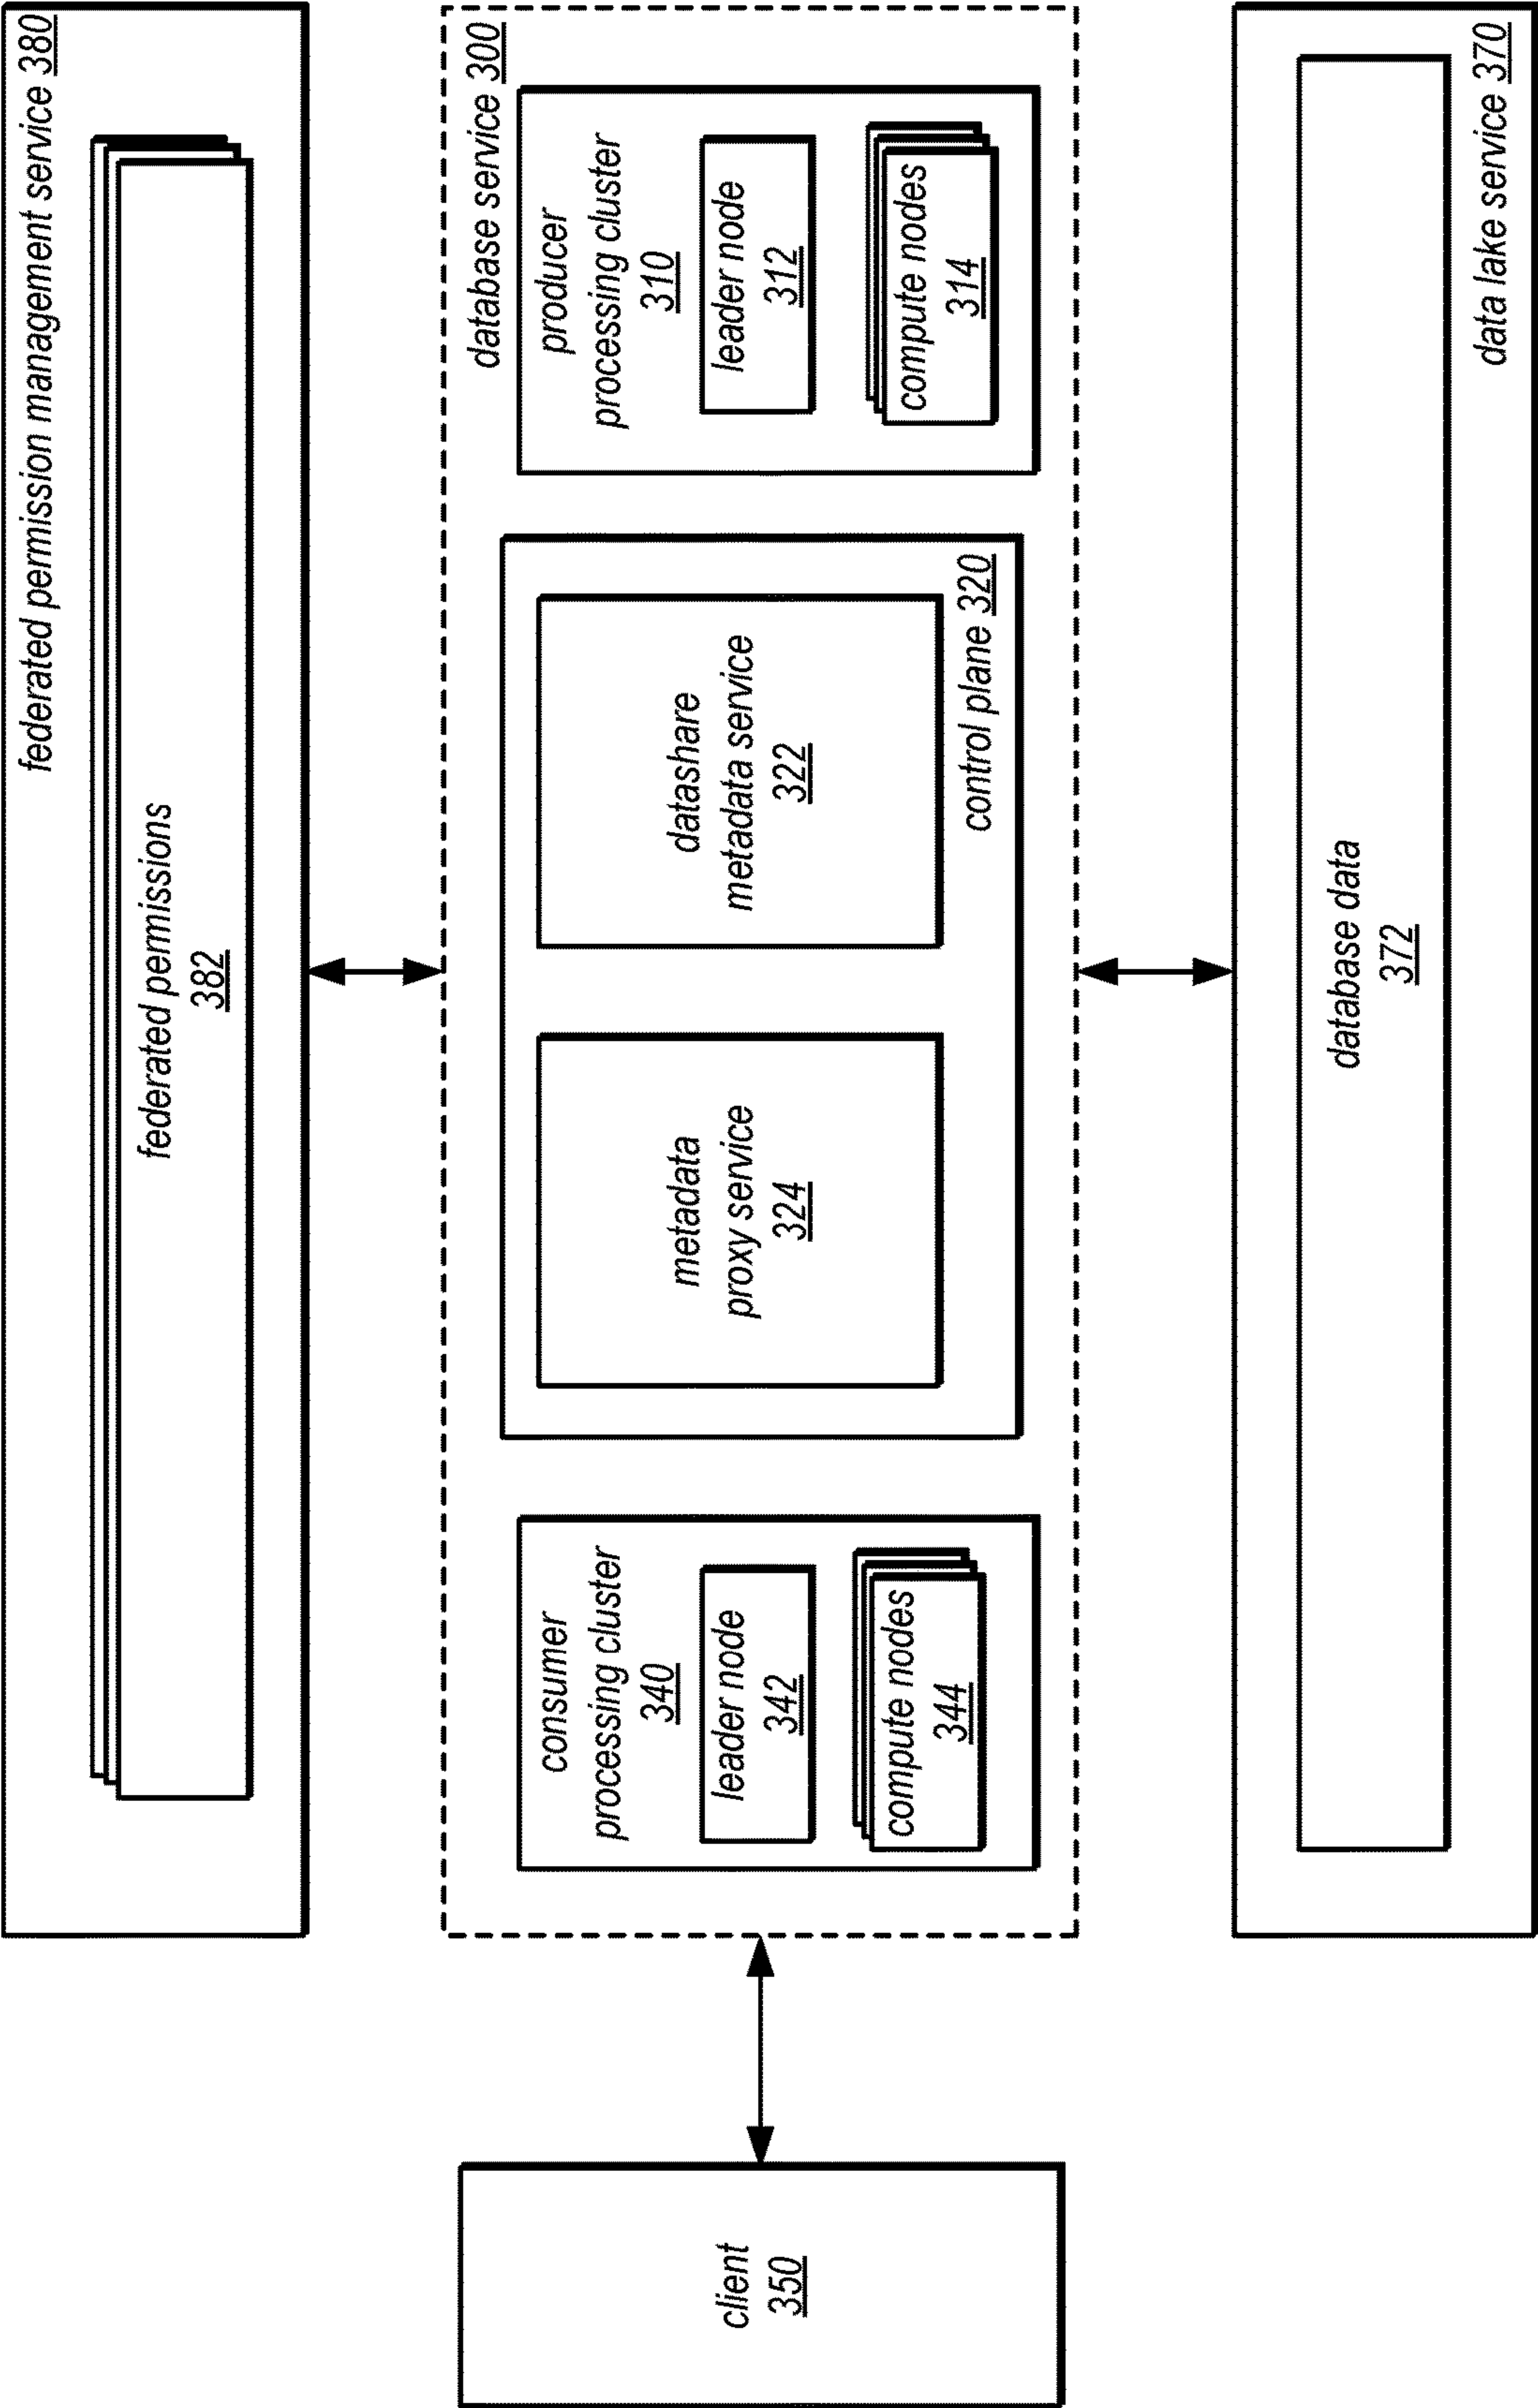 federated permission management service 380
federated permissions
382
database service 300
consumer
processing cluster
340
leader node
342
compute nodes
344
metadata
proxy service
324
datashare
metadata service
322
control plane 320
producer
processing cluster
310
leader node
312
compute nodes
314
client
350
database data
372
data lake service 370